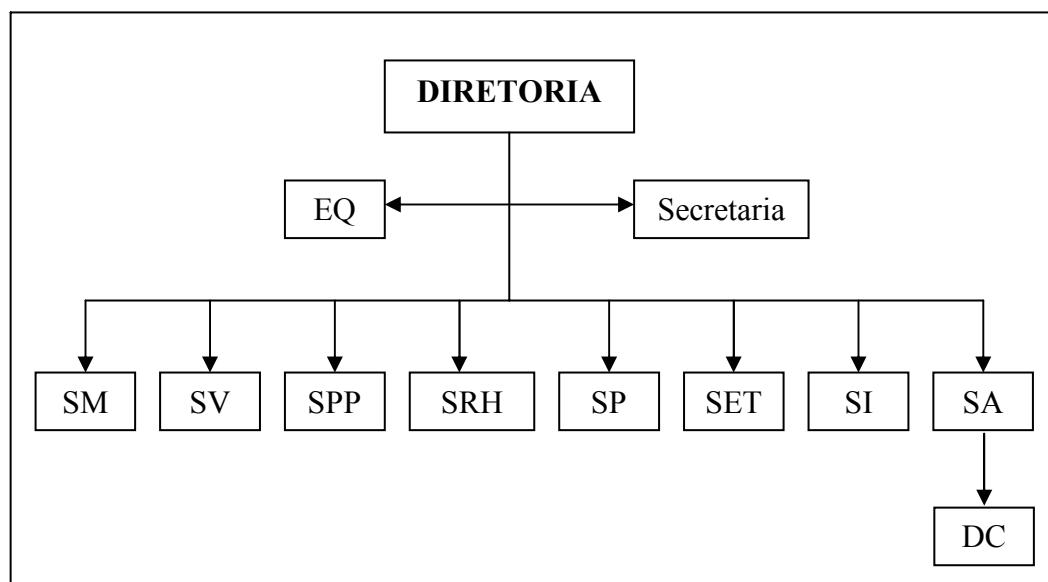 DIRETORIA
EQ
Secretaria
SM
SV
SPP
SRH
SP
SET
SI
SA
DC